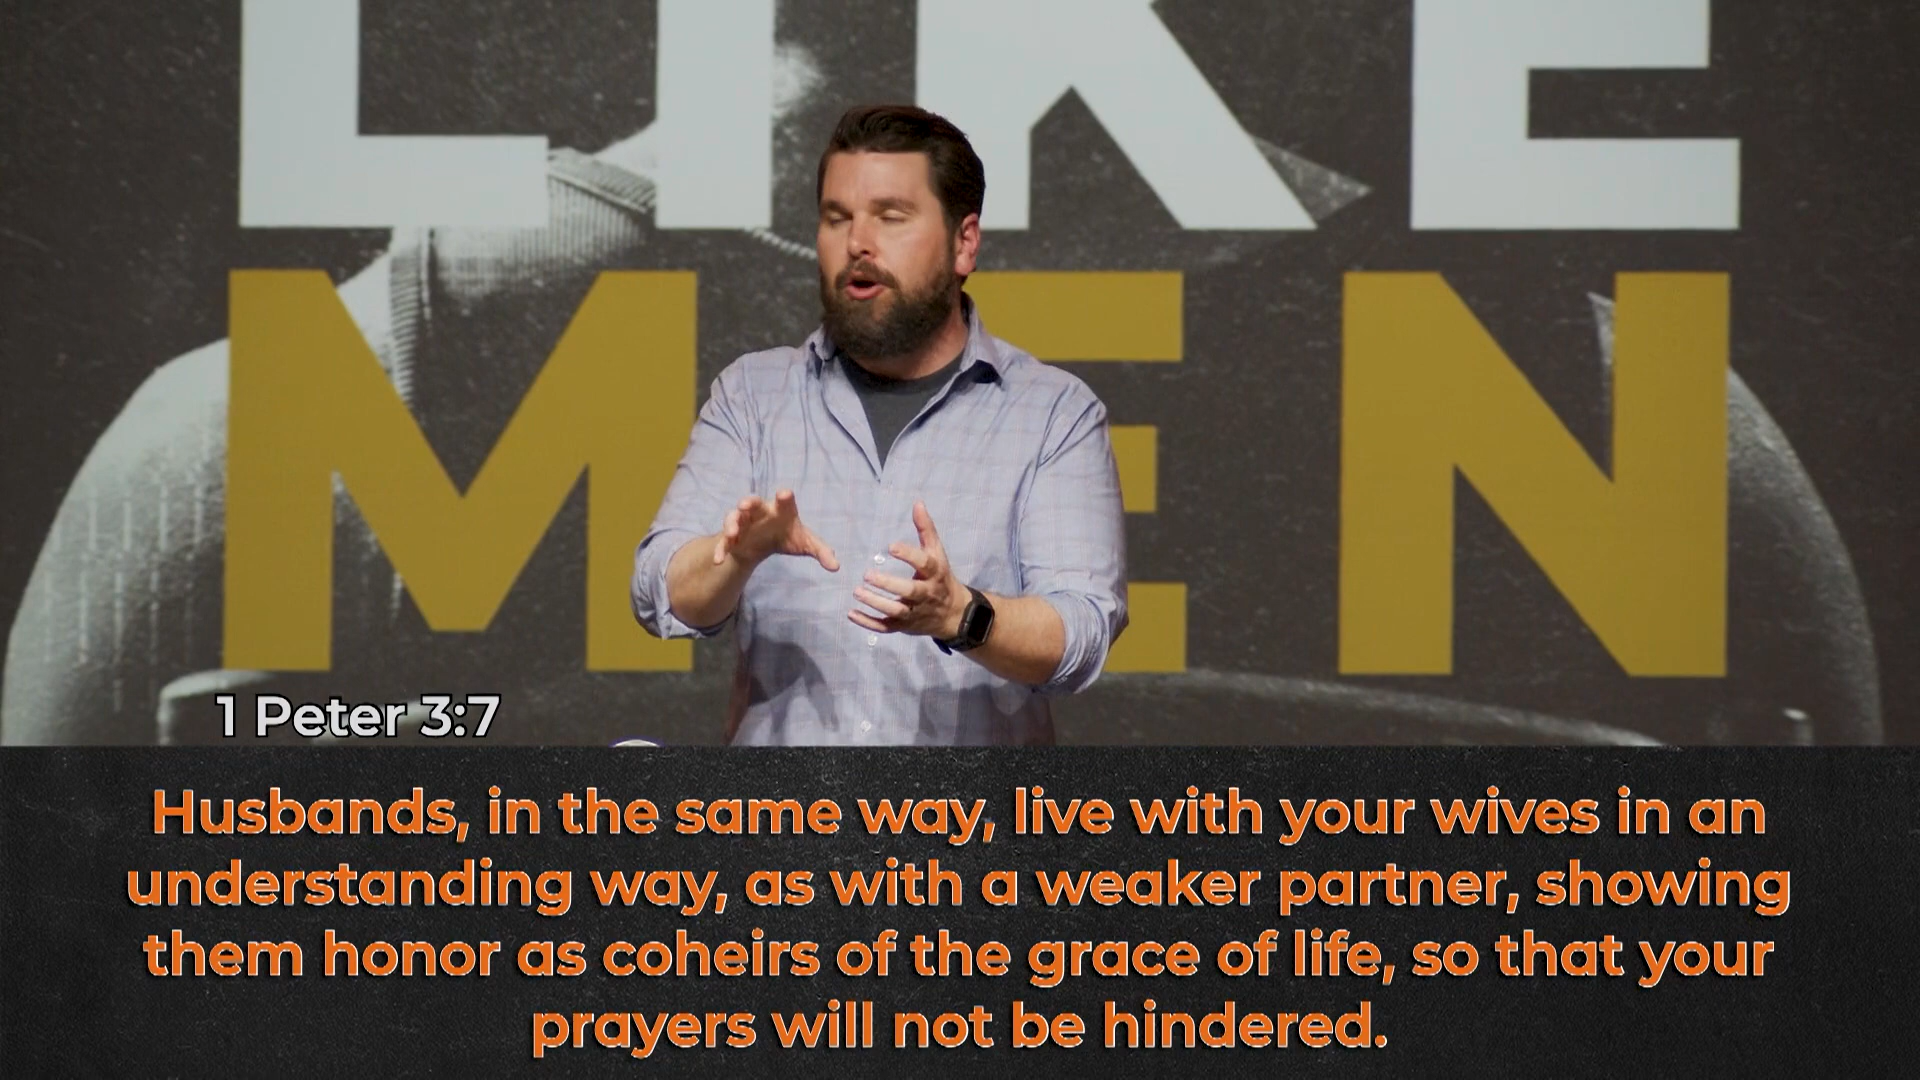 LIKE
MEN
1 Peter 3:7
Husbands, in the same way, live with your wives in an
understanding way, as with a weaker partner, showing
them honor as coheirs of the grace of life, so that your
prayers will not be hindered.